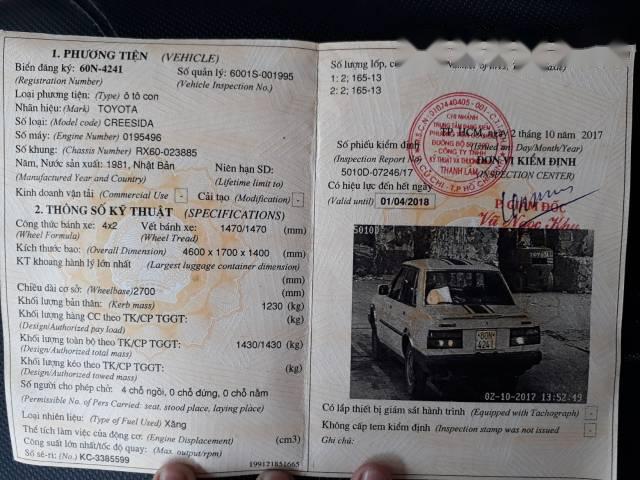 1. PHƯƠNG TIỆN (VEHICLE)
Biển đăng ký: 60N-4241 Số quản lý: 6001S-001995
(Registration Number) (Vehicle Inspection No.)
Loại phương tiện: (Type) ô tô con
Nhãn hiệu: (Mark) TOYOTA
Số loại: (Model code) CREESIDA
Số máy: (Engine Number) 0195496
Số khung: (Chassis Number) RX60-023885
Năm, Nước sản xuất: 1981, Nhật Bản Niên hạn SD:
(Manufactured Year and Country) (Lifetime limit to)
Kinh doanh vận tải (Commercial Use) - Cải tạo (Modification) -
2. THÔNG SỐ KỸ THUẬT (SPECIFICATIONS)
Công thức bánh xe: 4x2 Vết bánh xe: 1470/1470 (mm)
(Wheel Formula) (Wheel Tread)
Kích thước bao: (Overall Dimension) 4600 x 1700 x 1400 (mm)
KT khoang hành lý lớn nhất (Largest luggage container dimension)
(mm)
Chiều dài cơ sở: (Wheelbase) 2700 (mm)
Khối lượng bản thân: (Kerb mass) 1230 (kg)
Khối lượng hàng CC theo TK/CP TGGT: (kg)
(Design/Authorized pay load)
Khối lượng toàn bộ theo TK/CP TGGT: 1430/1430 (kg)
(Design/Authorized total mass)
Khối lượng kéo theo TK/CP TGGT: (kg)
(Design/Authorized towed mass)
Số người cho phép chở: 4 chỗ ngồi, 0 chỗ đứng, 0 chỗ nằm
(Permissible No. of Pers Carried: seat, stood place, laying place)
Loại nhiên liệu: (Type of Fuel Used) Xăng
Thể tích làm việc của động cơ: (Engine Displacement) (cm3)
Công suất lớn nhất/tốc độ quay: (Max. output/rpm)
Số sê-ri: (No.) KC-3385599 199121851665
Số lượng lốp,
1; 2; 165-13
2; 2; 165-13
CHI NHÁNH
THANH LÂM
TP. HCM, ngày 2 tháng 10 năm 2017
(Issued on: Day/Month/Year)
Số phiếu kiểm định
(Inspection Report No) ĐƠN VỊ KIỂM ĐỊNH
5010D-07246/17 (INSPECTION CENTER)
Có hiệu lực đến hết ngày
(Valid until) 01/04/2018 P. GIÁM ĐỐC
5010D
60N
4241
02-10-2017 13:52:49
Có lắp thiết bị giám sát hành trình (Equipped with Tachograph) -
Không cấp tem kiểm định (Inspection stamp was not issued -
Ghi chú: